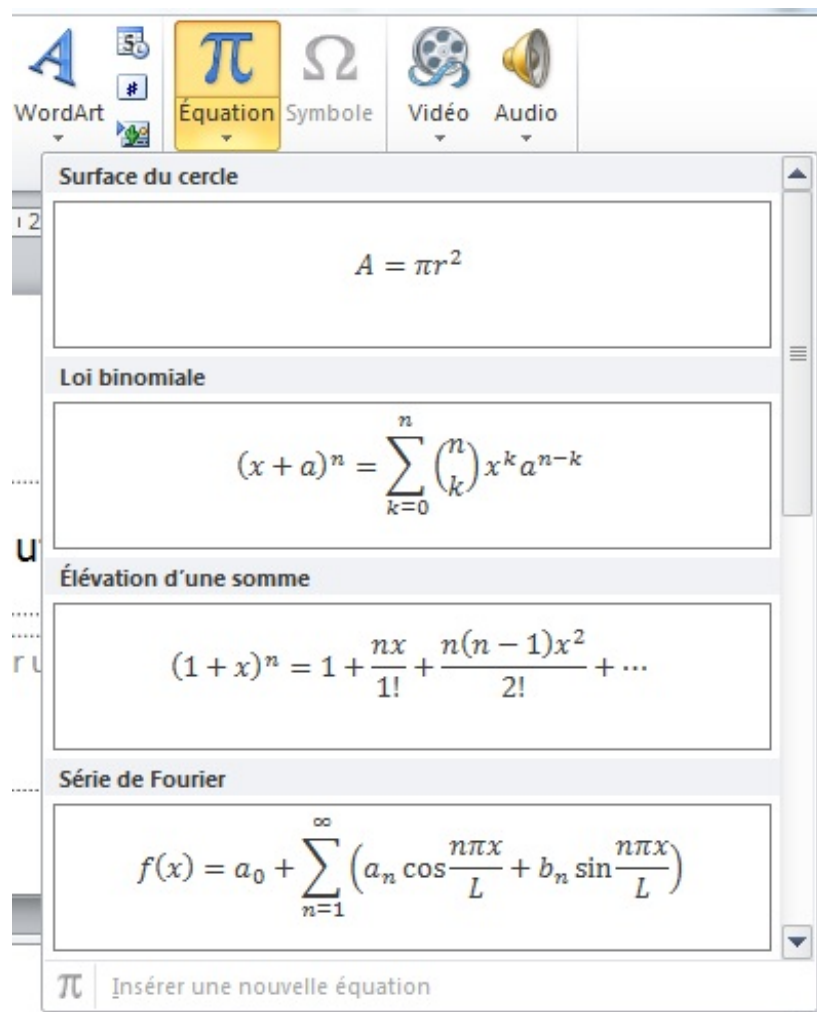 WordArt Équation Symbole Vidéo Audio
Surface du cercle
A = πr²
Loi binomiale
(x + a)ⁿ = ∑ₖ₌₀ⁿ (n k) xᵏaⁿ⁻ᵏ
Élévation d'une somme
(1 + x)ⁿ = 1 + nx/1! + n(n − 1)x²/2! + ⋯
Série de Fourier
f(x) = a₀ + ∑ₙ₌₁^∞ (aₙ cos nπx/L + bₙ sin nπx/L)
π Insérer une nouvelle équation